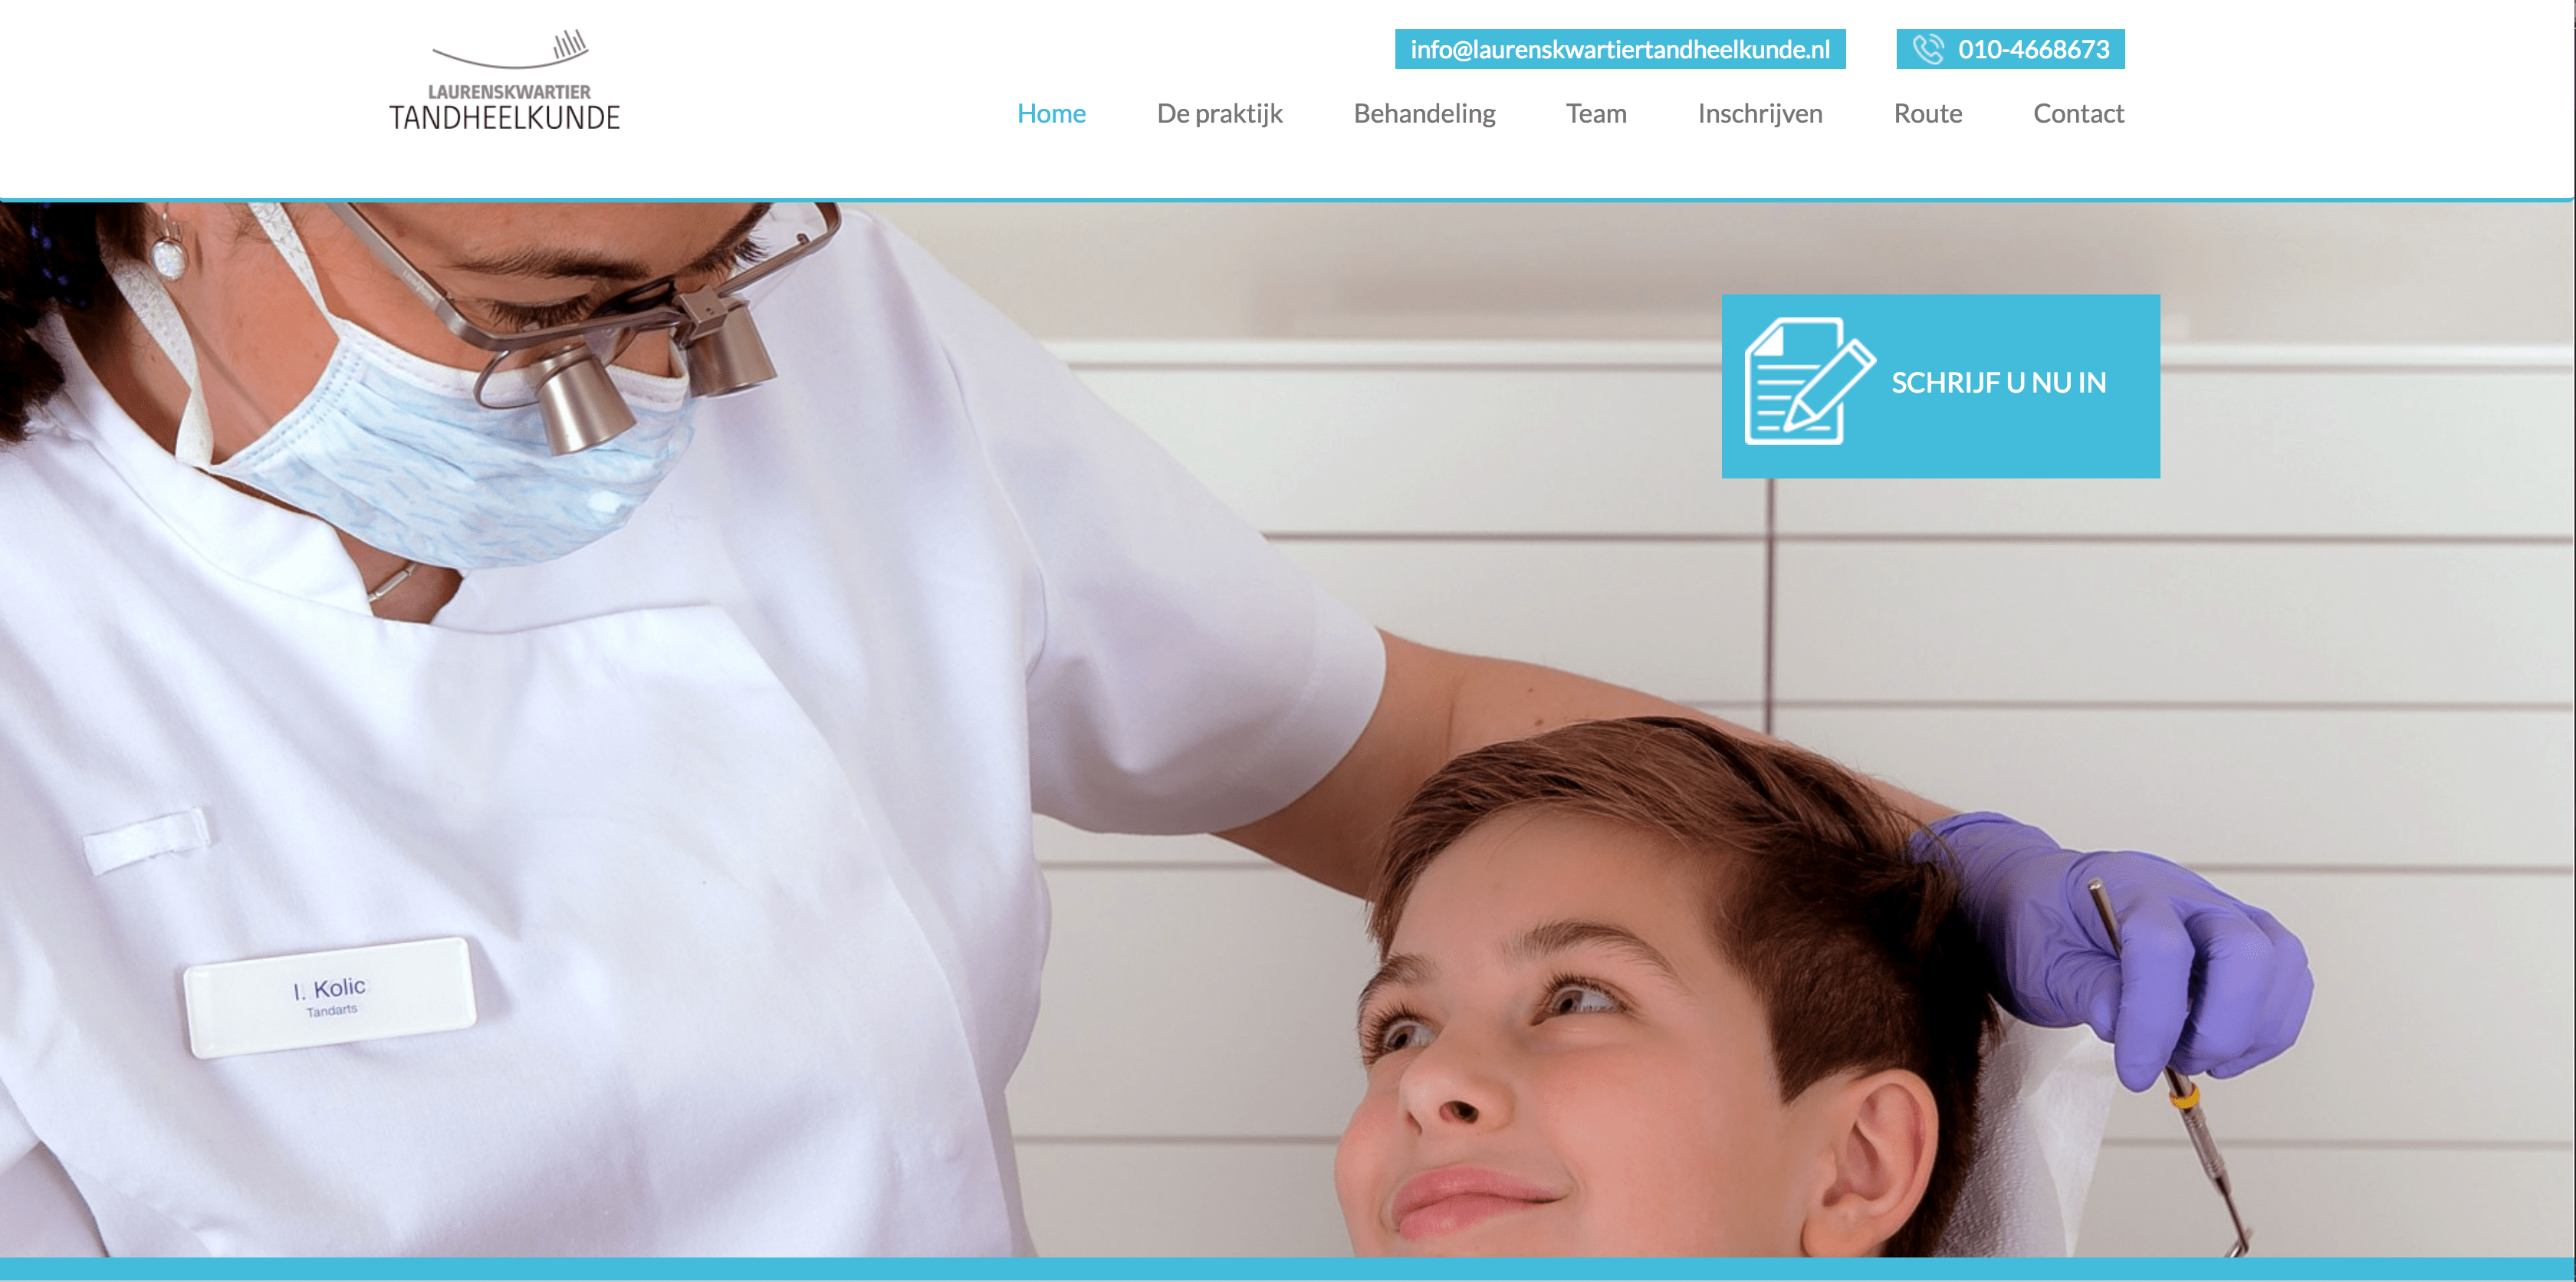 LAURENSKWARTIER
TANDHEELKUNDE
info@laurenskwartiertandheelkunde.nl
010-4668673
Home De praktijk Behandeling Team Inschrijven Route Contact
SCHRIJF U NU IN
I. Kolic
Tandarts